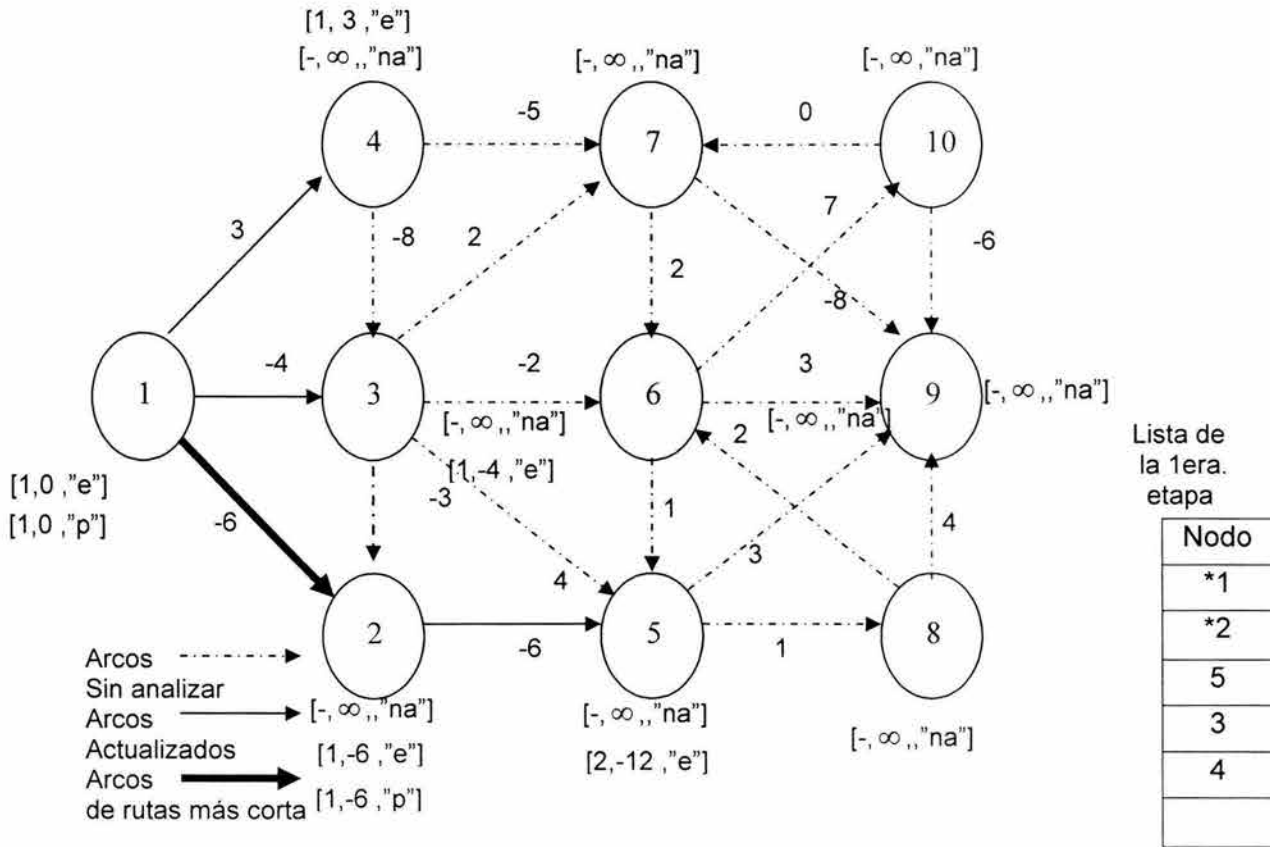 [1, 3 ,"e"]
[-, ∞ ,,"na"]
[-, ∞ ,,"na"]
[-, ∞ ,"na"]
4
-5
7
0
10
3
-8
2
2
7
-8
-6
1
-4
3
-2
6
3
9
[-, ∞ ,,"na"]
[-, ∞ ,,"na"]
[-, ∞ ,,"na"]
[1,-4 ,"e"]
2
[1,0 ,"e"]
[1,0 ,"p"]
-6
-3
4
1
3
4
2
-6
5
1
8
[-, ∞ ,,"na"]
[1,-6 ,"e"]
[1,-6 ,"p"]
[-, ∞ ,,"na"]
[2,-12 ,"e"]
[-, ∞ ,,"na"]
Arcos
Sin analizar
Arcos
Actualizados
Arcos
de rutas más corta
Lista de
la 1era.
etapa
Nodo
*1
*2
5
3
4